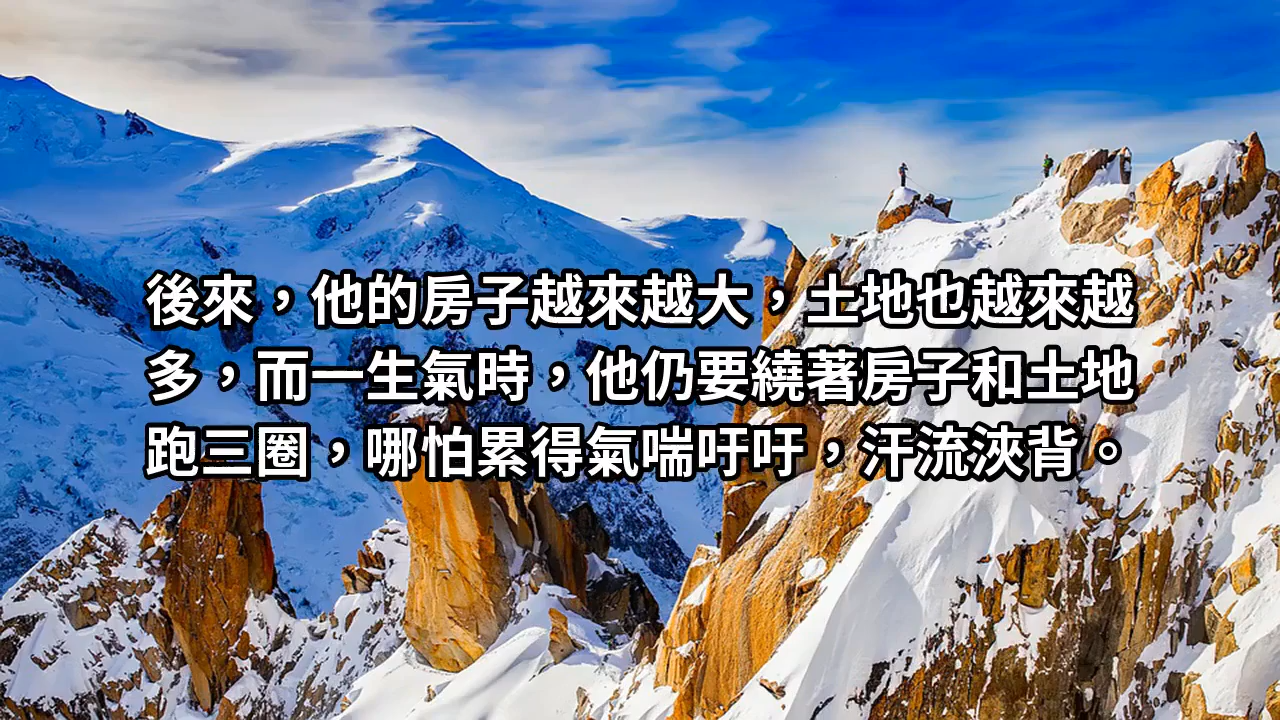 後來，他的房子越來越大，土地也越來越
多，而一生氣時，他仍要繞著房子和土地
跑三圈，哪怕累得氣喘吁吁，汗流浹背。